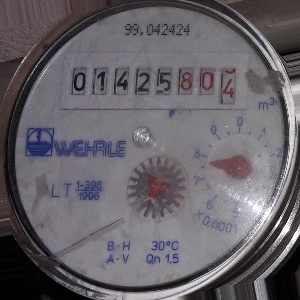 99.042424
01425804
m³
WEHRLE
LT 1-396
1996
x0,0001
B-H 30°C
A-V Qn 1,5